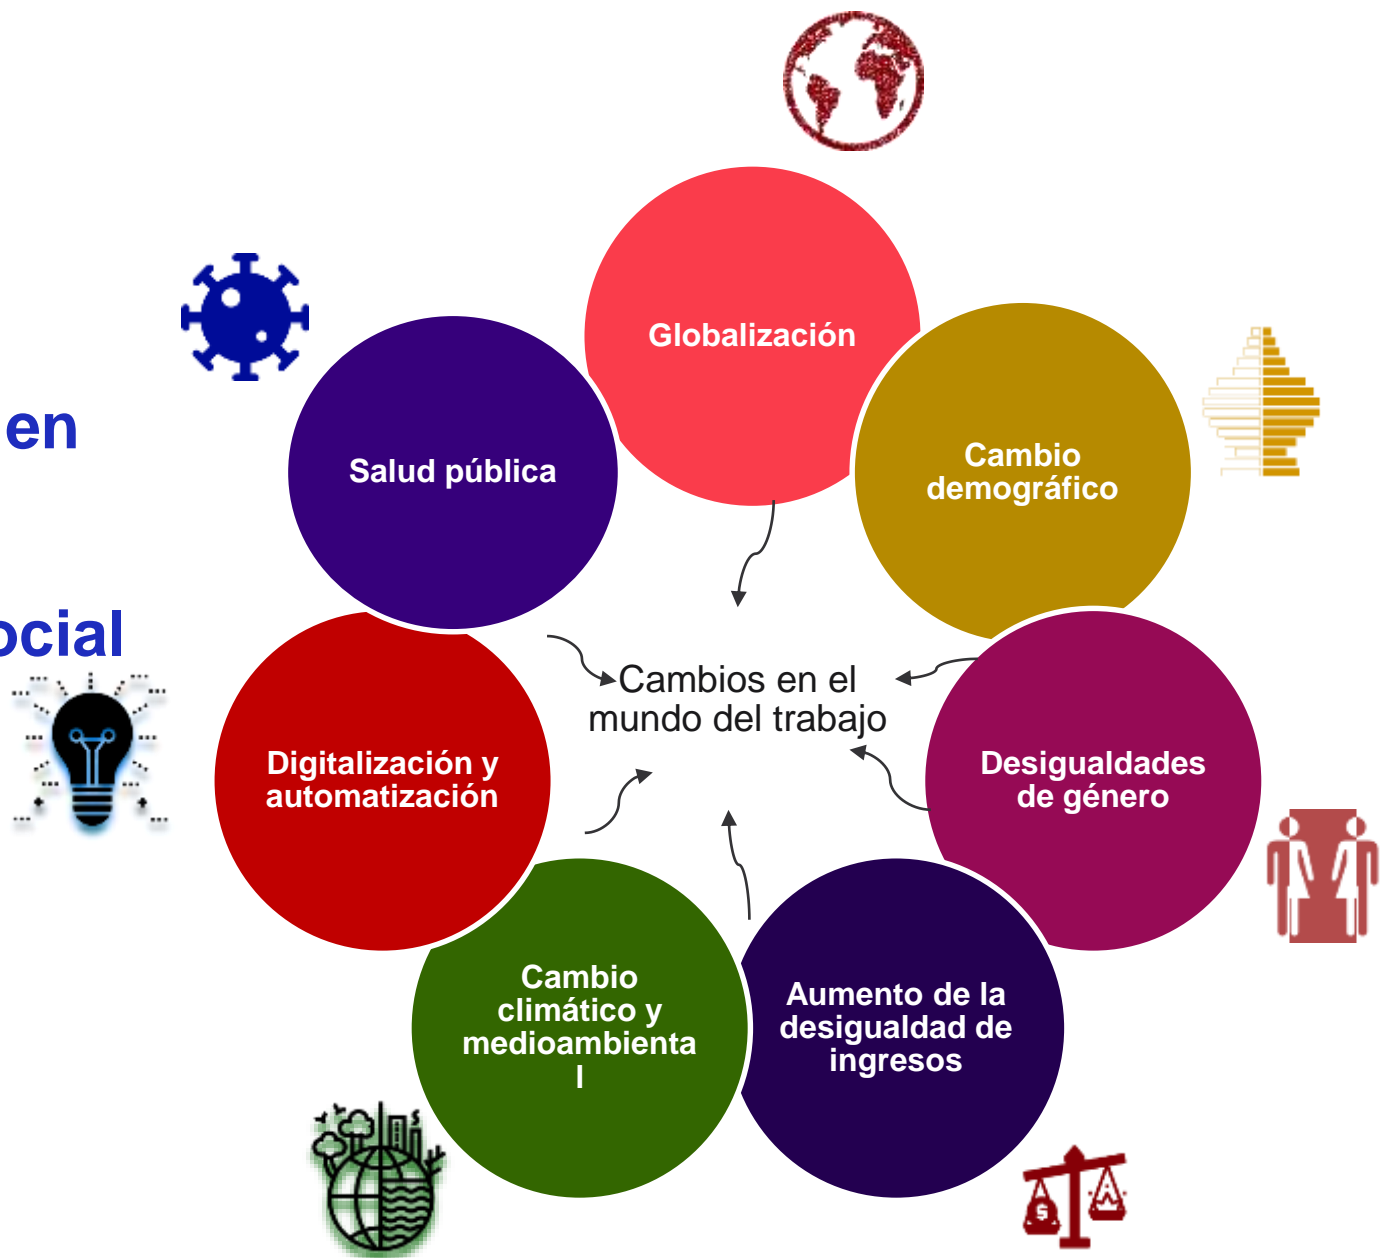 en
ocial
Globalización
Cambio
demográfico
Desigualdades
de género
Aumento de la
desigualdad de
ingresos
Cambio
climático y
medioambienta
l
Digitalización y
automatización
Salud pública
Cambios en el
mundo del trabajo